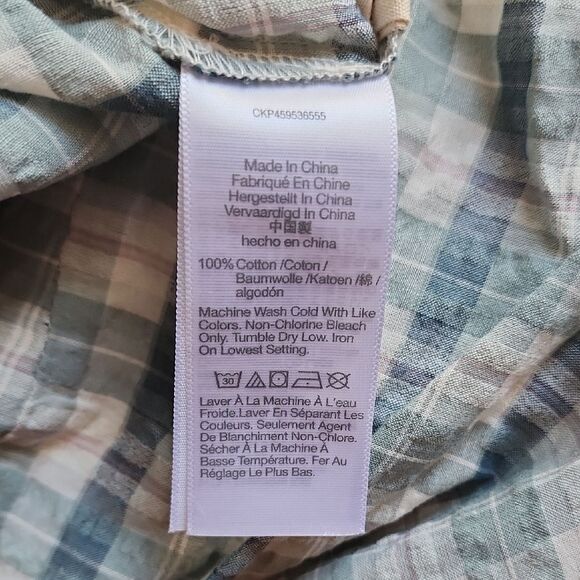 CKP459536555
Made In China
Fabriqué En Chine
Hergestellt In China
Vervaardigd In China
中国製
hecho en china
100% Cotton /Coton /
Baumwolle /Katoen /綿 /
algodón
Machine Wash Cold With Like
Colors. Non-Chlorine Bleach
Only. Tumble Dry Low. Iron
On Lowest Setting.
30
Laver À La Machine À L'eau
Froide.Laver En Séparant Les
Couleurs. Seulement Agent
De Blanchiment Non-Chlore.
Sécher À La Machine À
Basse Température. Fer Au
Réglage Le Plus Bas.